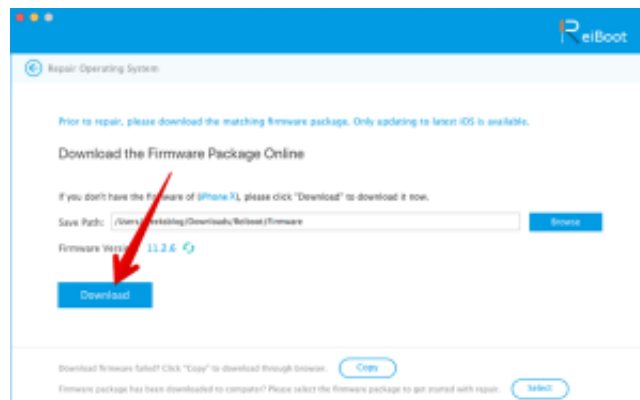 ReiBoot
Repair Operating System
Prior to repair, please download the matching firmware package. Only updating to latest iOS is available.
Download the Firmware Package Online
If you don't have the firmware of (iPhone X), please click "Download" to download it now.
Save Path: /Users/ /Downloads/Reiboot/Firmware Browse
Firmware Version: 11.2.6
Download
Download firmware failed? Click "Copy" to download through browser. Copy
Firmware package has been downloaded to computer? Please select the firmware package to get started with repair. Select